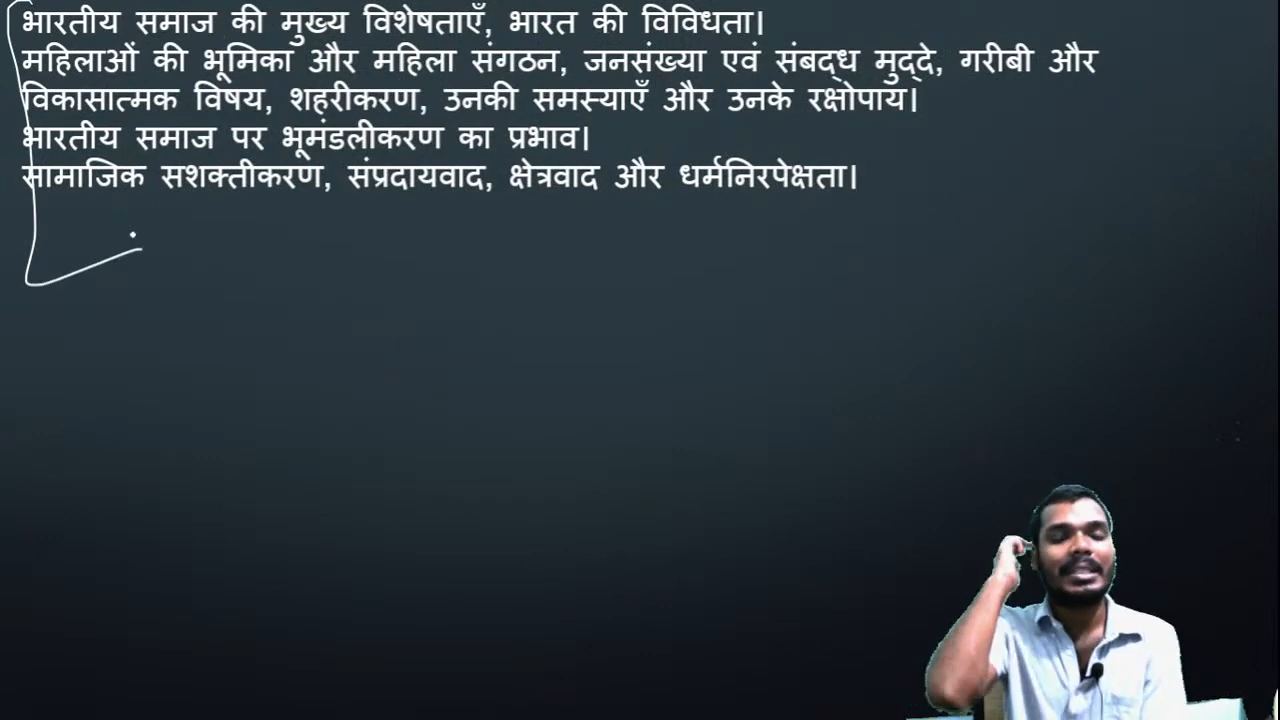 भारतीय समाज की मुख्य विशेषताएँ, भारत की विविधता।
महिलाओं की भूमिका और महिला संगठन, जनसंख्या एवं संबद्ध मुद्दे, गरीबी और
विकासात्मक विषय, शहरीकरण, उनकी समस्याएँ और उनके रक्षोपाय।
भारतीय समाज पर भूमंडलीकरण का प्रभाव।
सामाजिक सशक्तीकरण, संप्रदायवाद, क्षेत्रवाद और धर्मनिरपेक्षता।